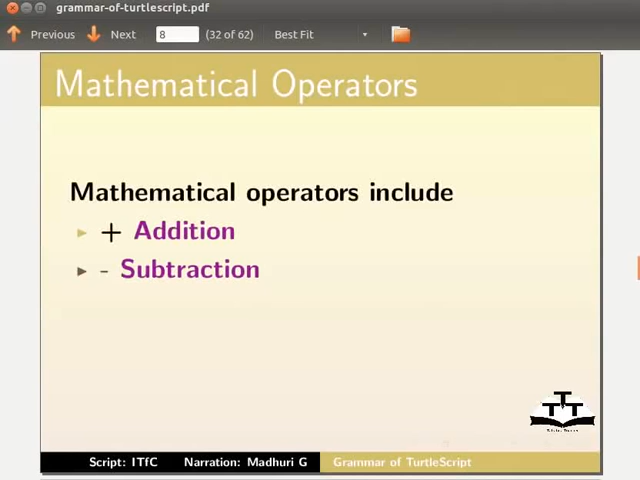 grammar-of-turtlescript.pdf
Previous Next 8 (32 of 62) Best Fit
Mathematical Operators
Mathematical operators include
+ Addition
- Subtraction
TTT
Script: ITfC Narration: Madhuri G Grammar of TurtleScript